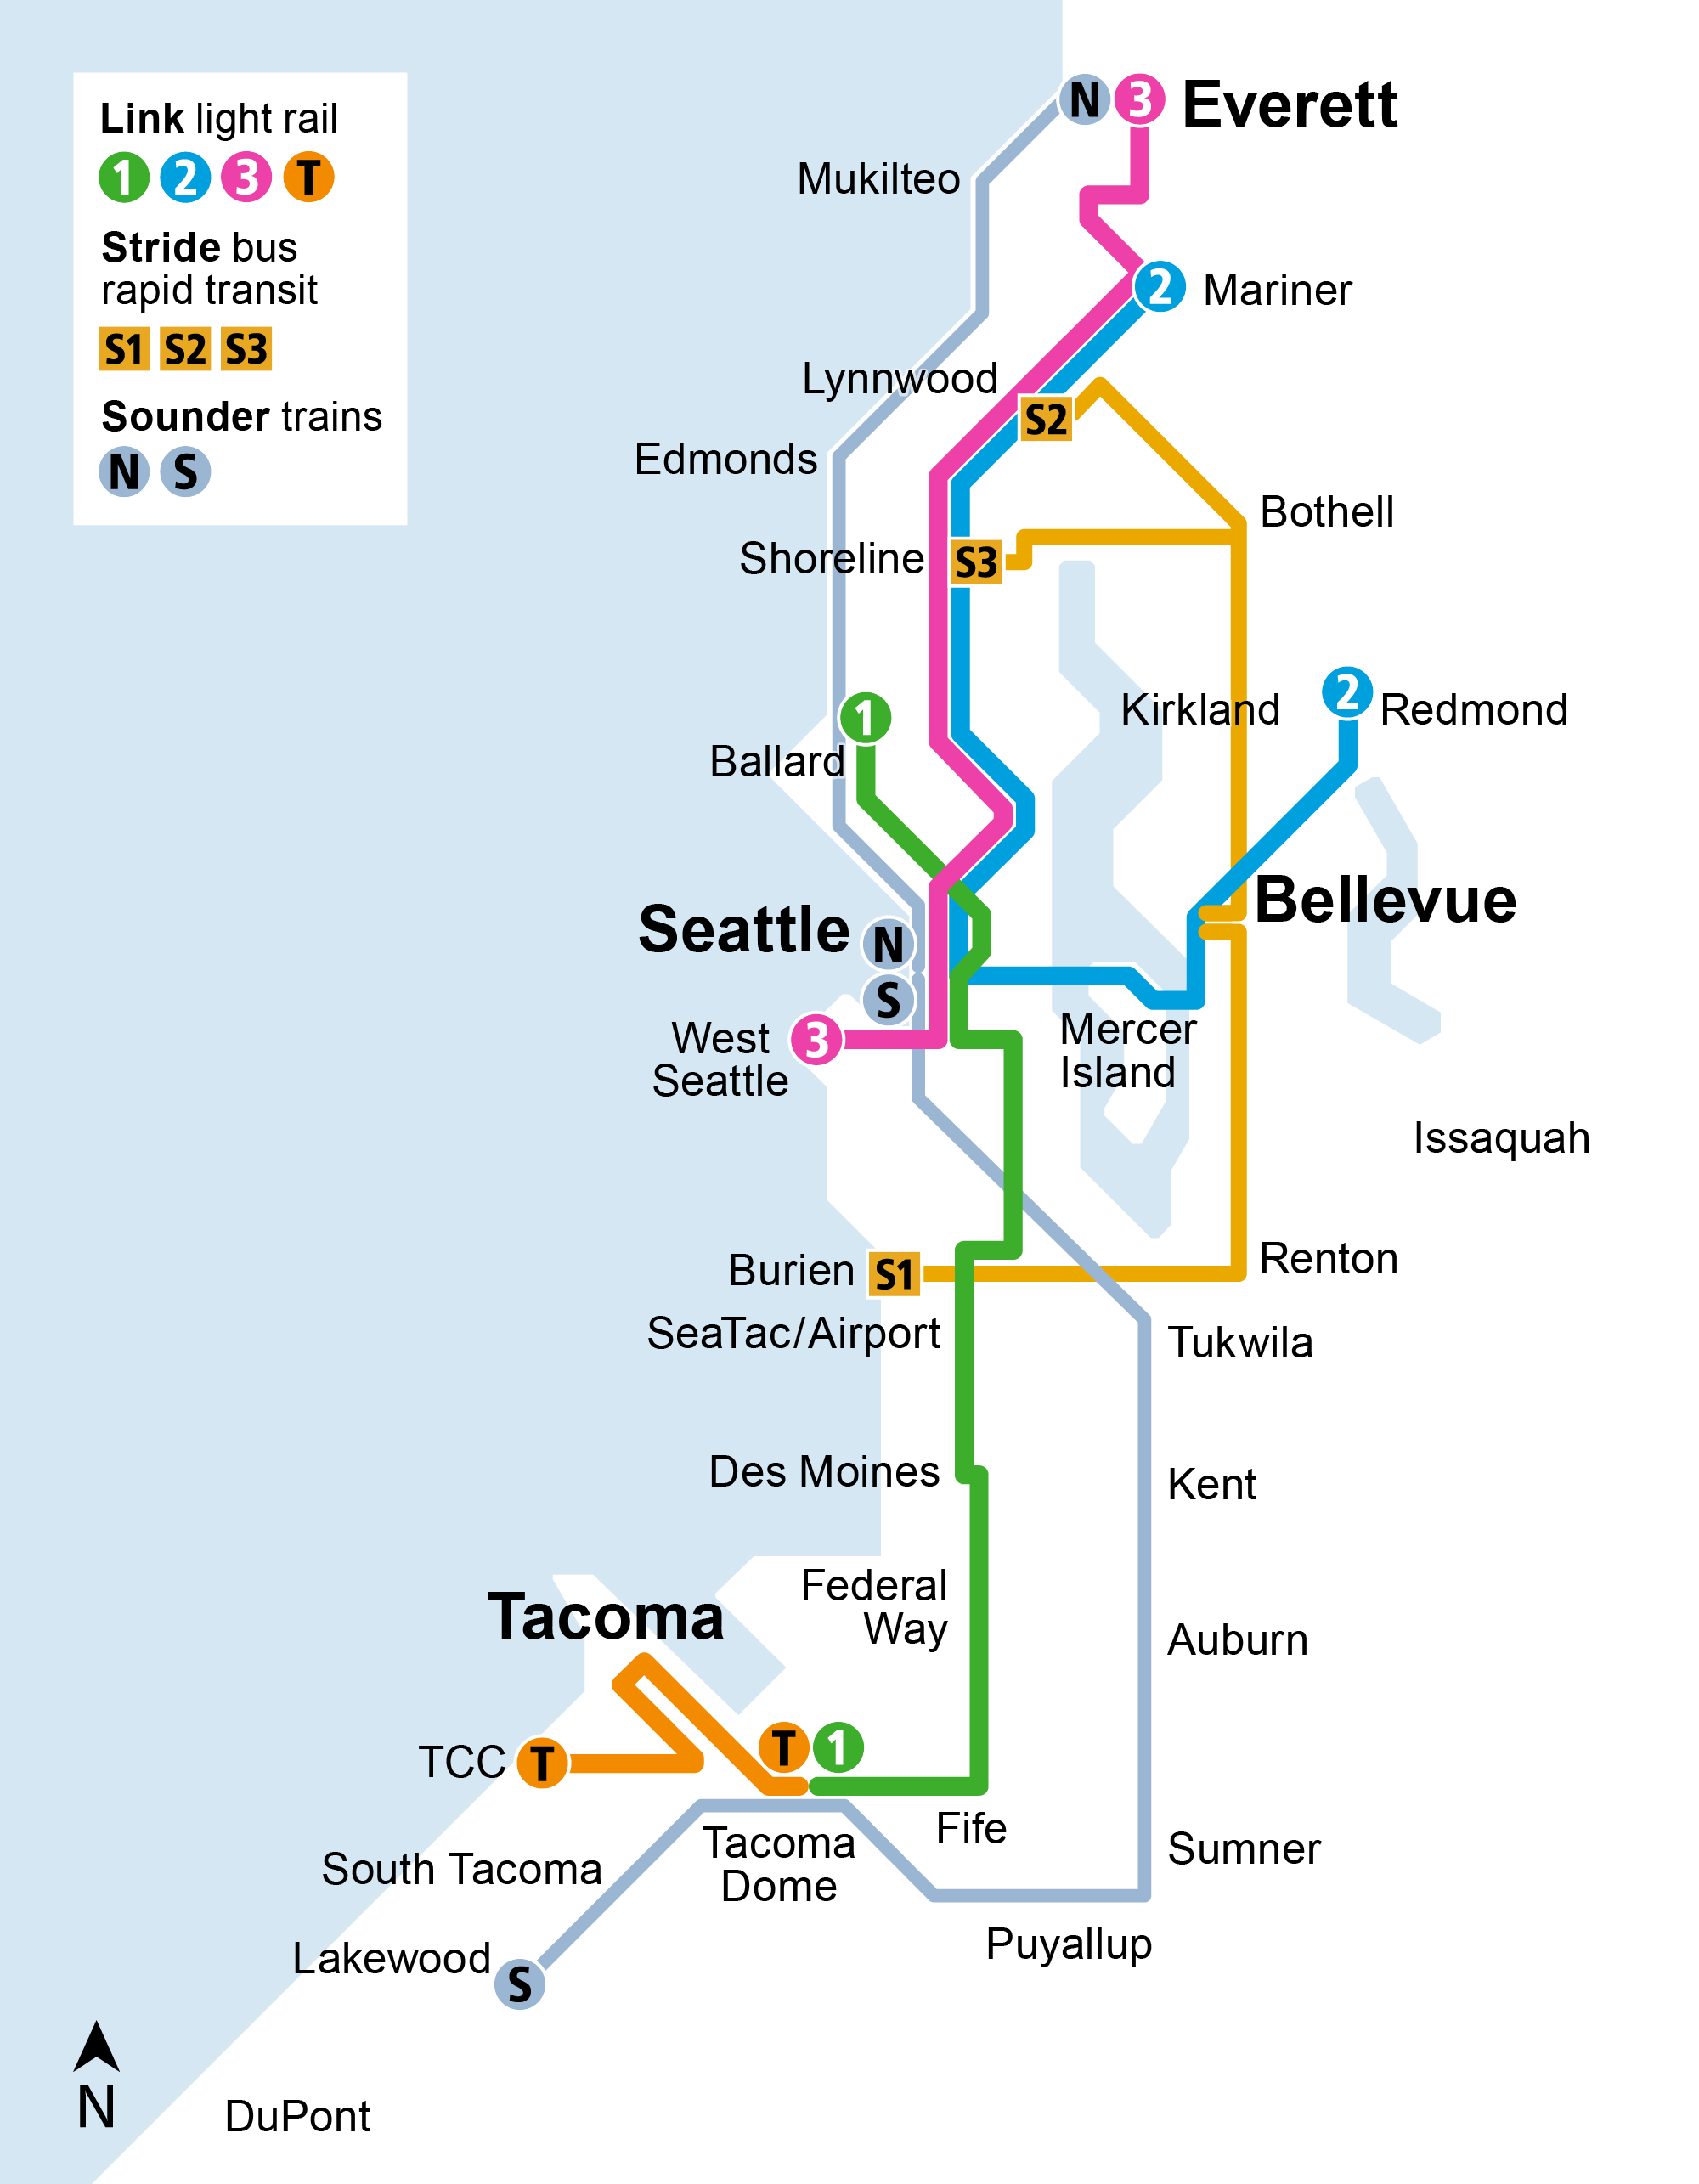 Link light rail
1 2 3 T
Stride bus
rapid transit
S1 S2 S3
Sounder trains
N S
N 3 Everett
Mukilteo
2 Mariner
Lynnwood
S2
Edmonds
Bothell
Shoreline S3
1
Ballard
Kirkland
2 Redmond
Bellevue
Seattle N
S
West
Seattle
3
Mercer
Island
Issaquah
Burien S1
Renton
SeaTac/Airport
Tukwila
Des Moines
Kent
Federal
Way
Auburn
Tacoma
T 1
TCC T
Tacoma
Dome
Fife
Sumner
South Tacoma
Puyallup
Lakewood S
N
DuPont